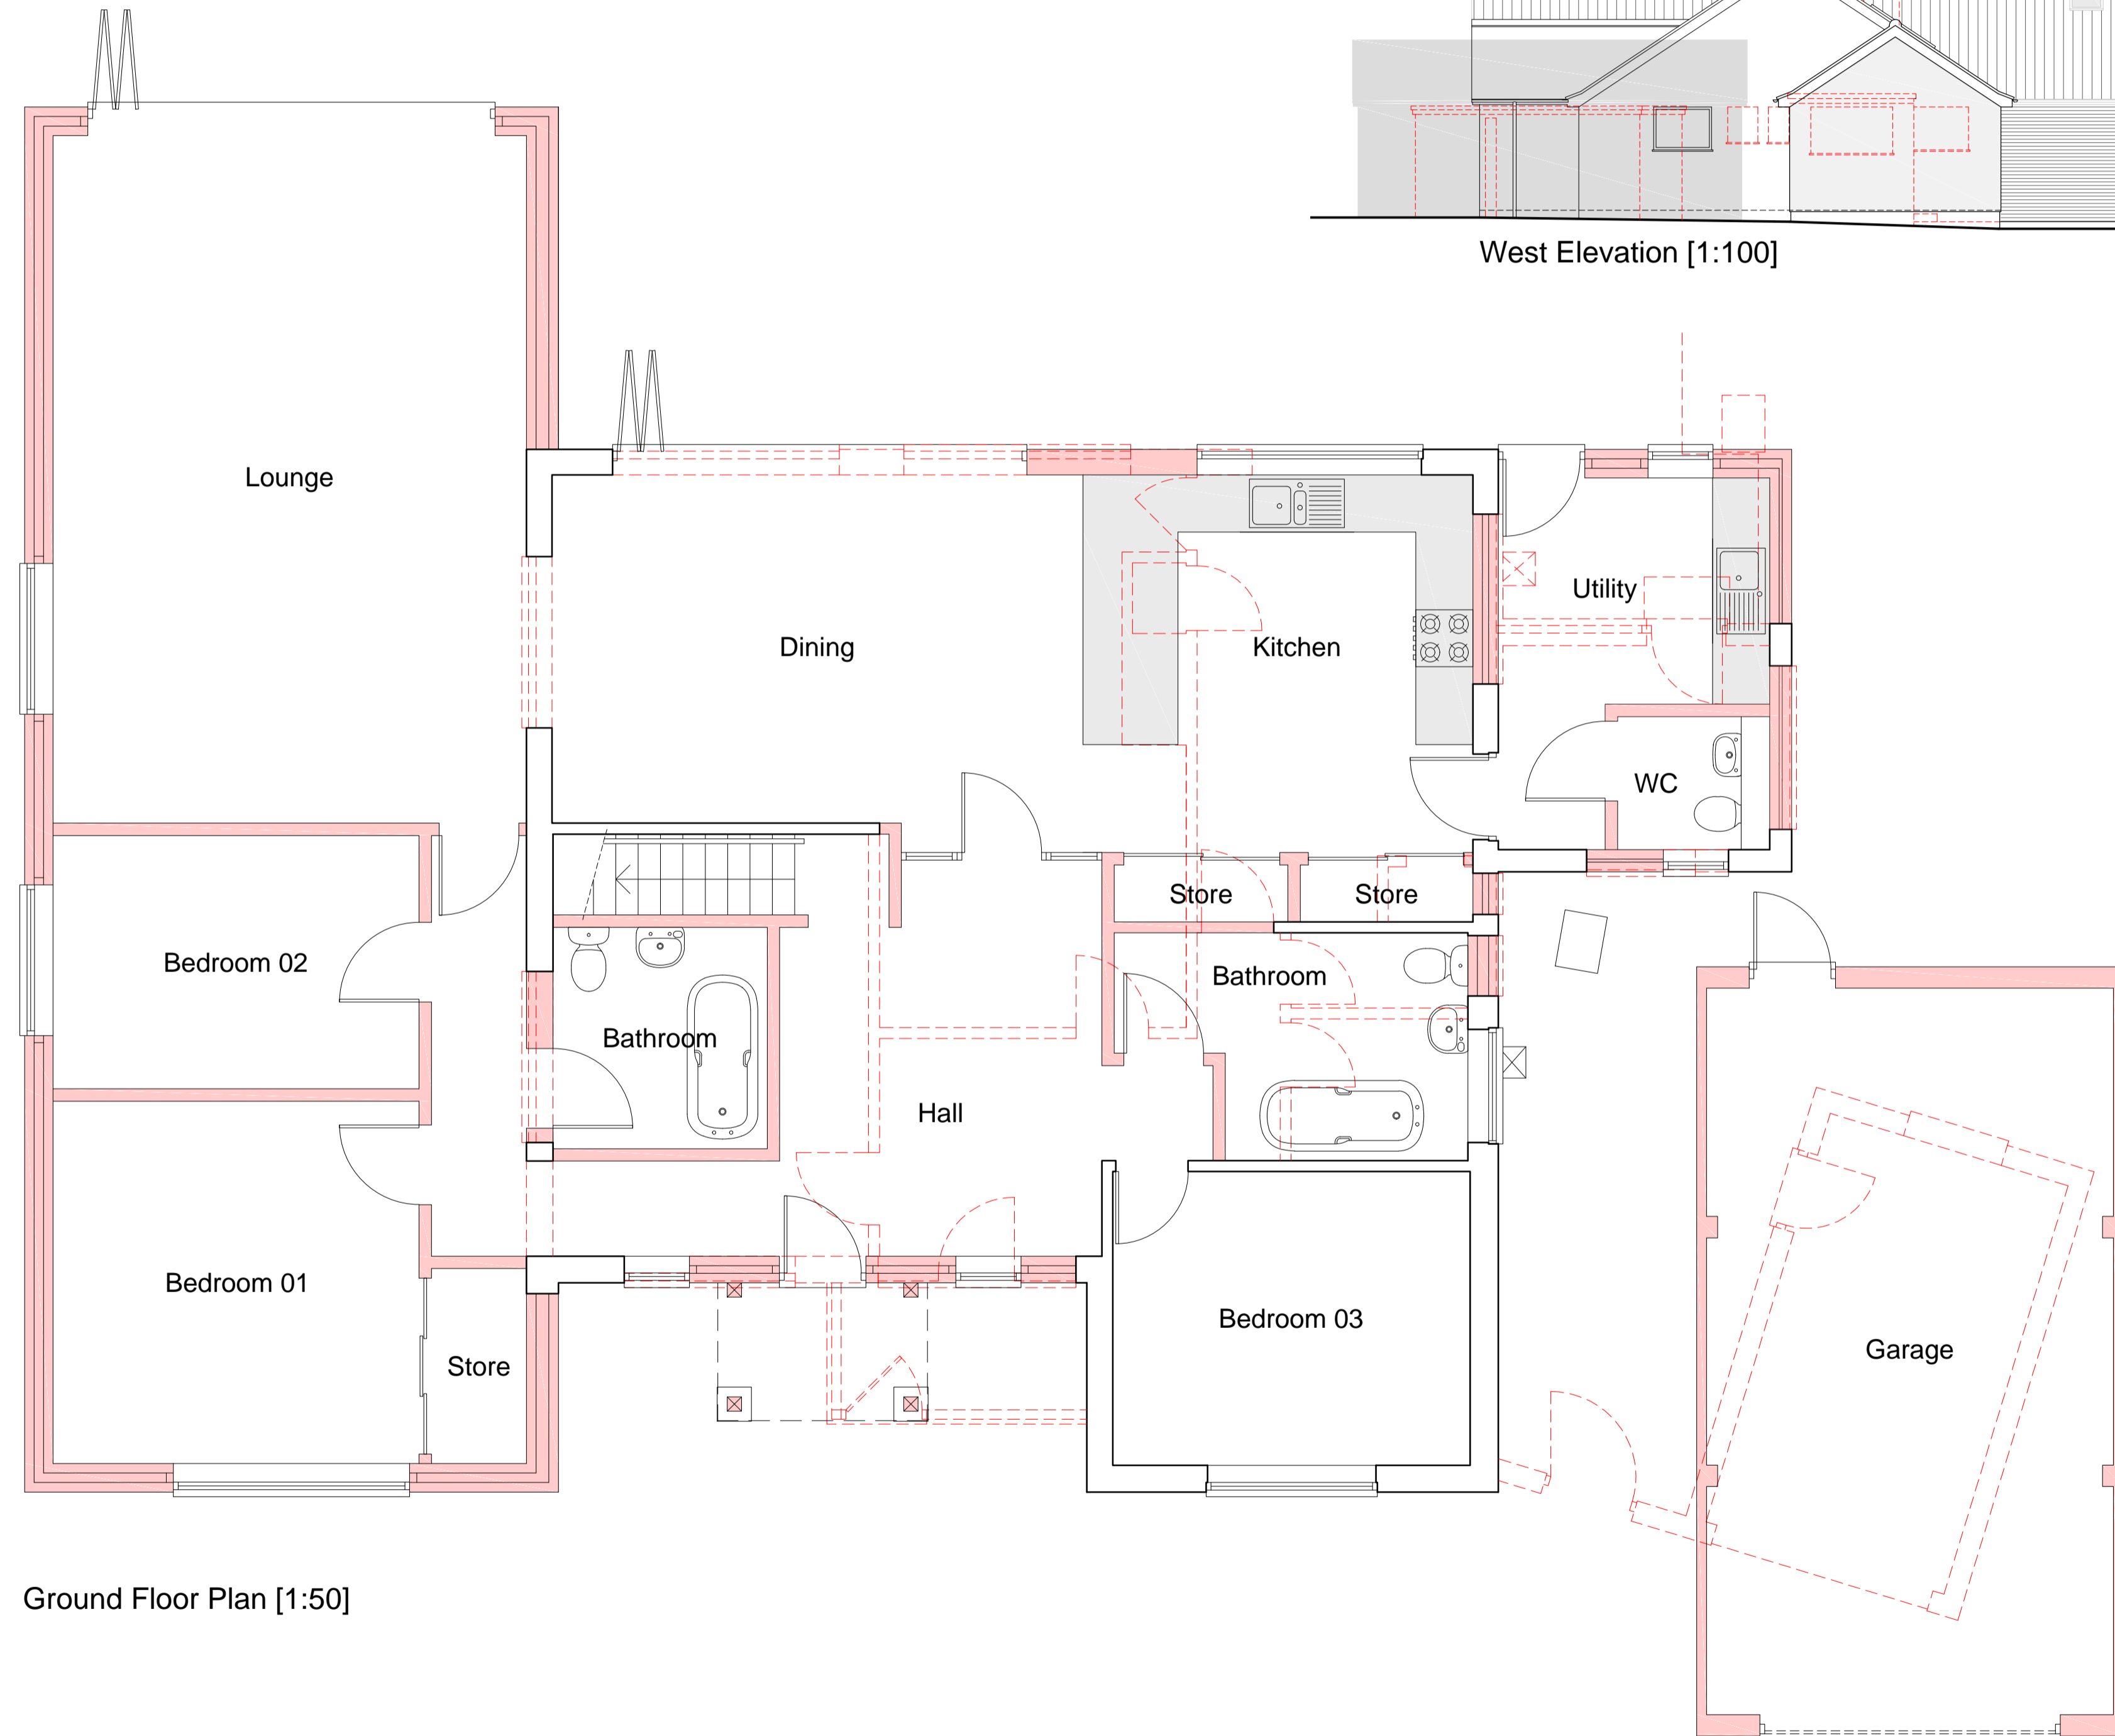 West Elevation [1:100]
Lounge
Dining
Kitchen
Utility
WC
Store
Store
Bedroom 02
Bathroom
Bathroom
Hall
Bedroom 01
Store
Bedroom 03
Garage
Ground Floor Plan [1:50]